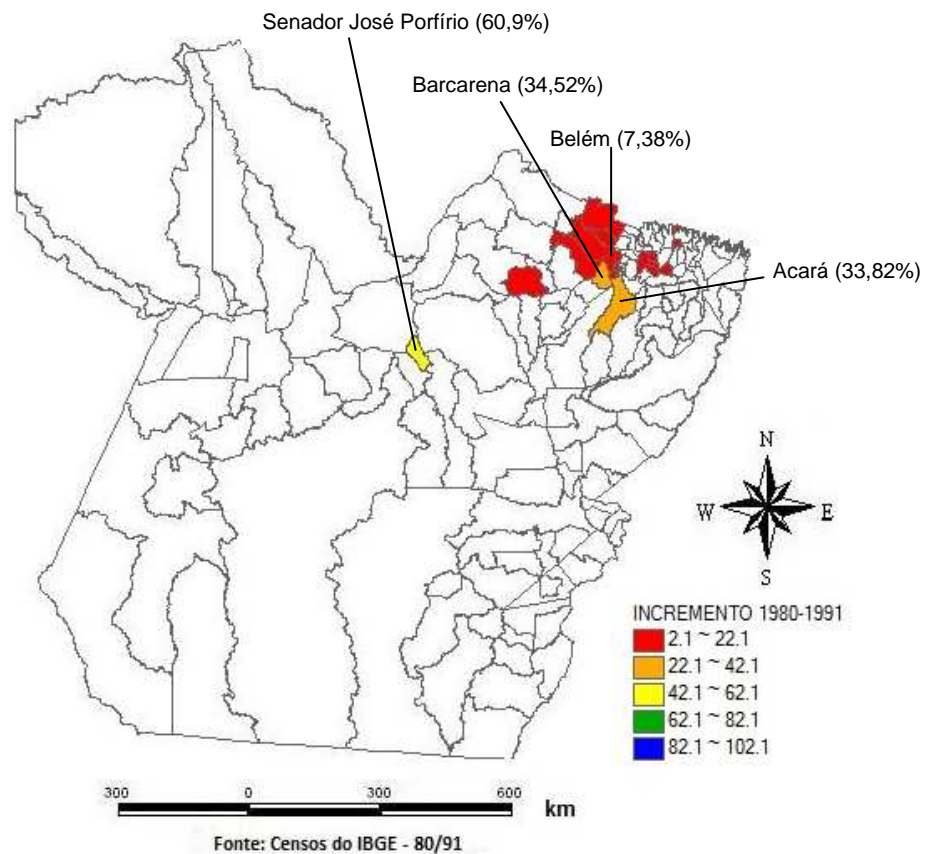 Senador José Porfírio (60,9%)
Barcarena (34,52%)
Belém (7,38%)
Acará (33,82%)
N
W E
S
INCREMENTO 1980-1991
2.1 ~ 22.1
22.1 ~ 42.1
42.1 ~ 62.1
62.1 ~ 82.1
82.1 ~ 102.1
300 0 300 600
km
Fonte: Censos do IBGE - 80/91